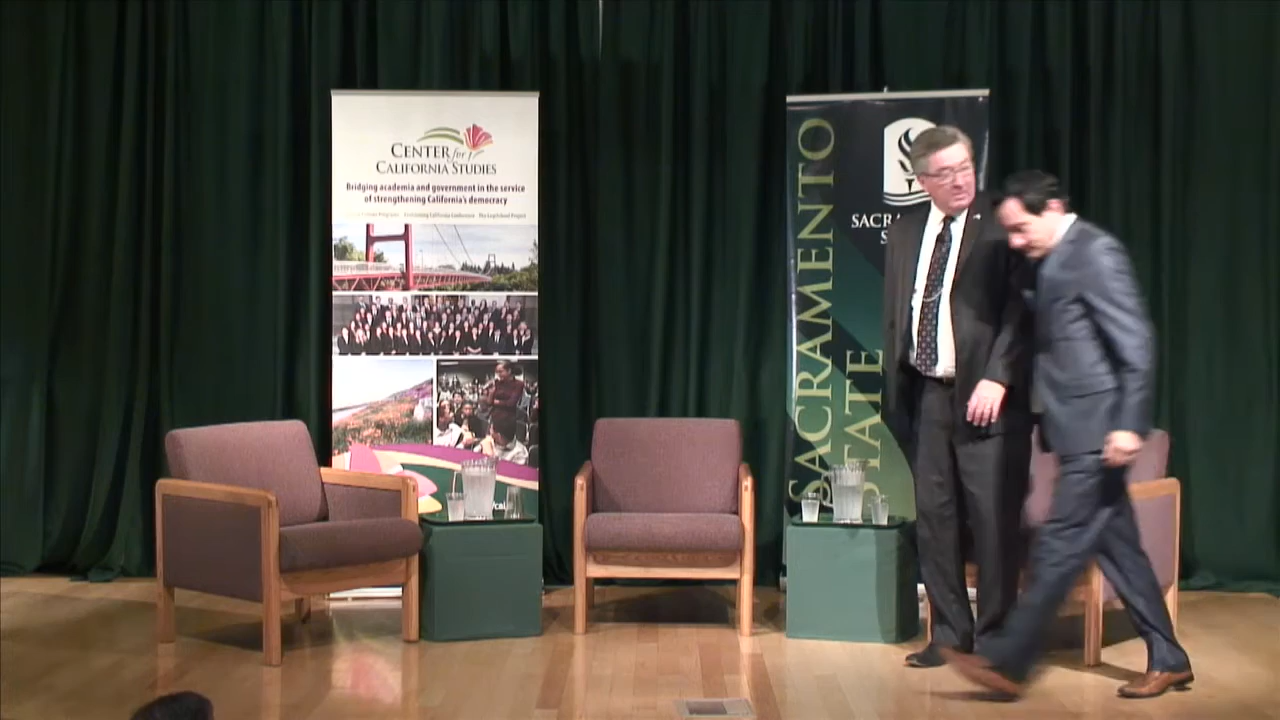 CENTER for
CALIFORNIA STUDIES
Bridging academia and government in the service
of strengthening California's democracy
SACRAMENTO
STATE